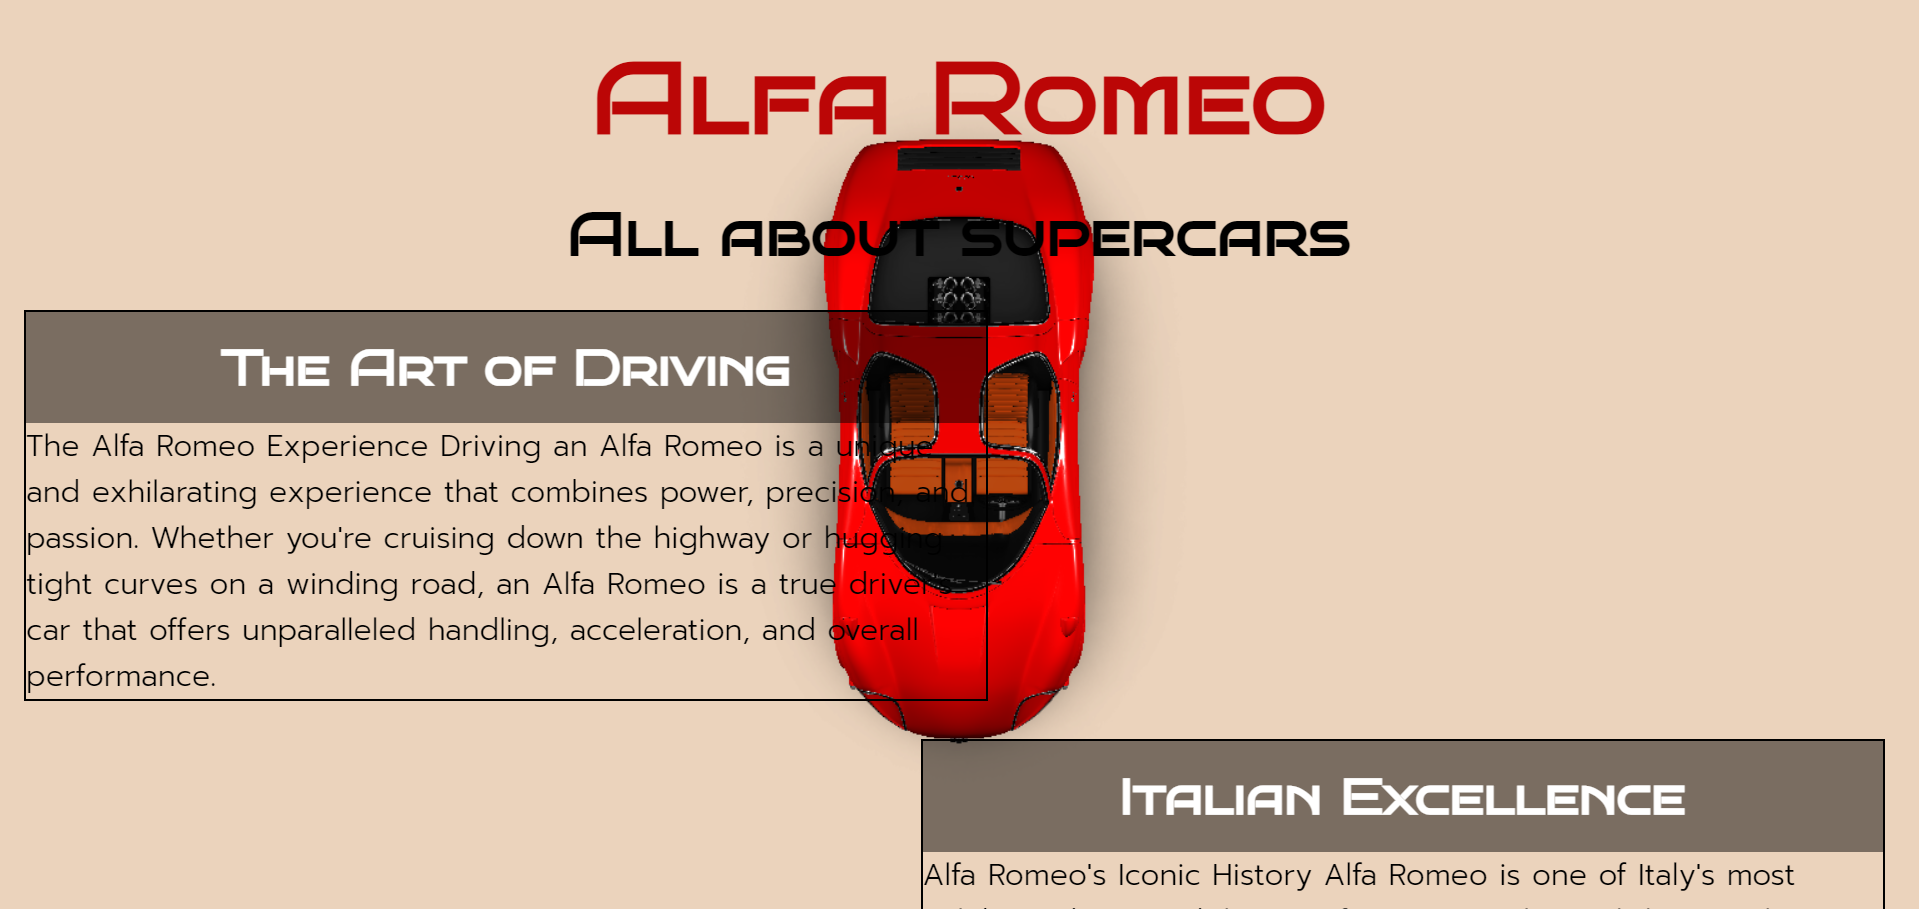 Alfa Romeo
All about supercars
The Art of Driving
The Alfa Romeo Experience Driving an Alfa Romeo is a unique
and exhilarating experience that combines power, precision, and
passion. Whether you're cruising down the highway or hugging
tight curves on a winding road, an Alfa Romeo is a true driver's
car that offers unparalleled handling, acceleration, and overall
performance.
Italian Excellence
Alfa Romeo's Iconic History Alfa Romeo is one of Italy's most